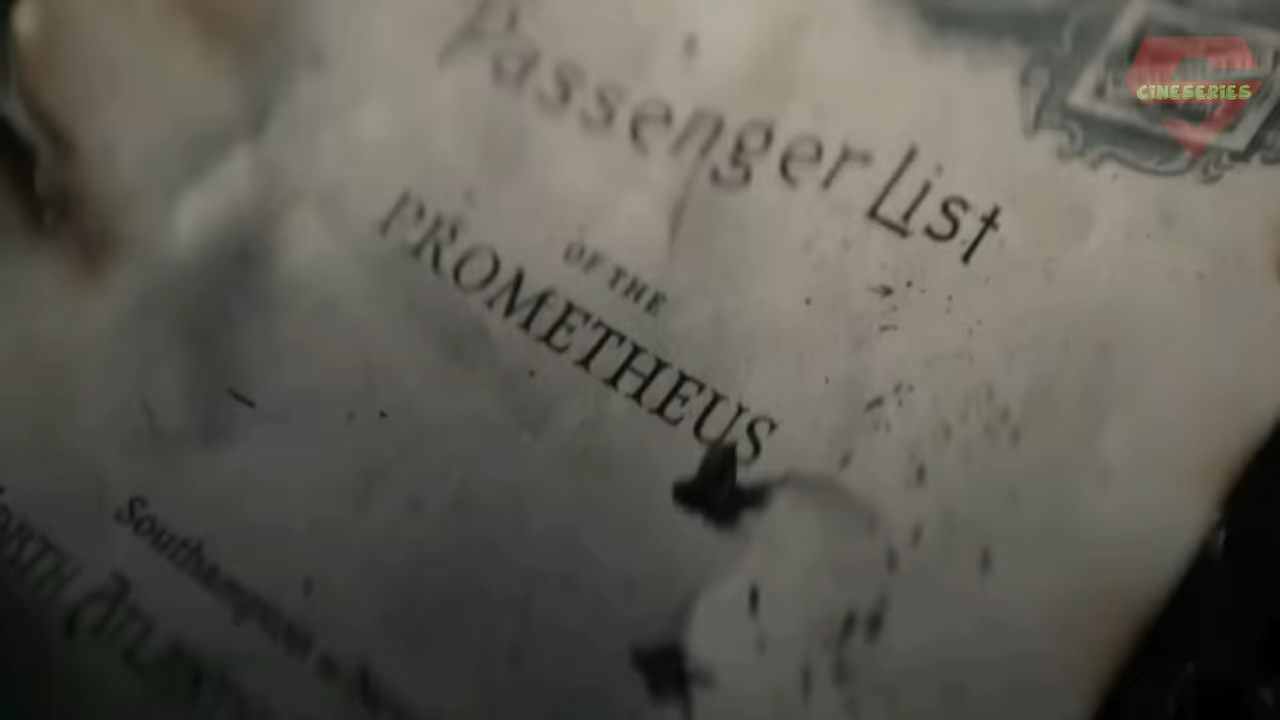 CINESERIES
Passenger List
OF THE
PROMETHEUS
Southampton